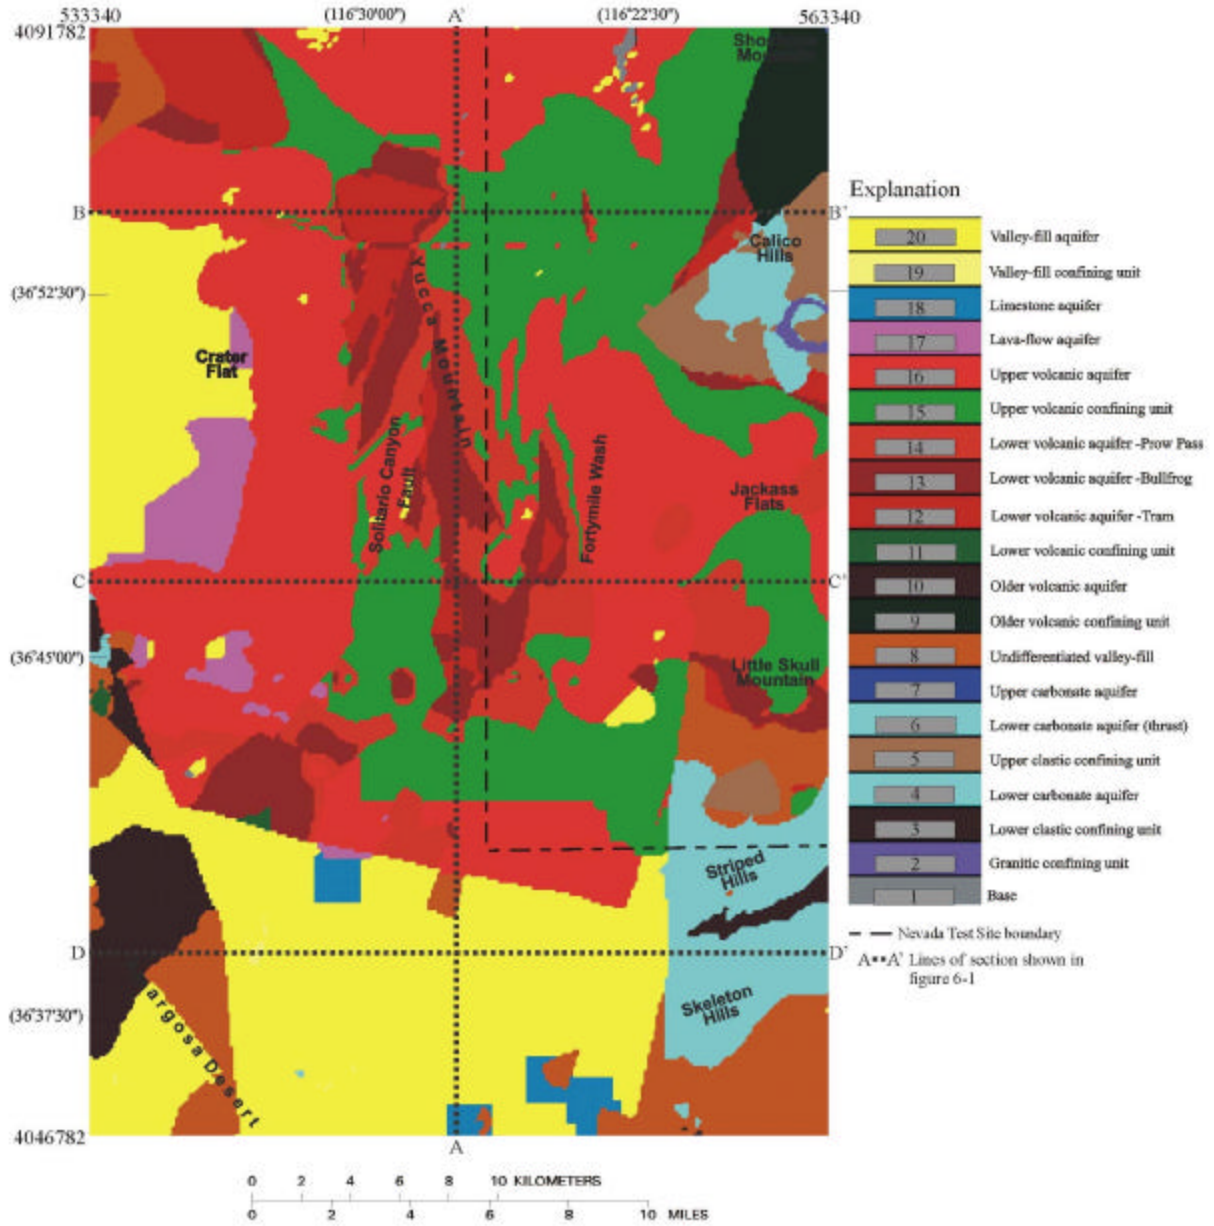 533340 (116°30'00") A' (116°22'30") 563340
4091782
B B'
Calico
Hills
(36°52'30")
Yucca Mountain
Crater
Flat
Solitario Canyon
Fault
Fortymile Wash
Jackass
Flats
C C'
(36°45'00")
Little Skull
Mountain
Striped
Hills
D D'
Skeleton
Hills
(36°37'30")
argosa Desert
4046782
A
0 2 4 6 8 10 KILOMETERS
0 2 4 6 8 10 MILES
Explanation
20 Valley-fill aquifer
19 Valley-fill confining unit
18 Limestone aquifer
17 Lava-flow aquifer
16 Upper volcanic aquifer
15 Upper volcanic confining unit
14 Lower volcanic aquifer -Prow Pass
13 Lower volcanic aquifer -Bullfrog
12 Lower volcanic aquifer -Tram
11 Lower volcanic confining unit
10 Older volcanic aquifer
9 Older volcanic confining unit
8 Undifferentiated valley-fill
7 Upper carbonate aquifer
6 Lower carbonate aquifer (thrust)
5 Upper clastic confining unit
4 Lower carbonate aquifer
3 Lower clastic confining unit
2 Granitic confining unit
1 Base
Nevada Test Site boundary
A••A' Lines of section shown in
figure 6-1